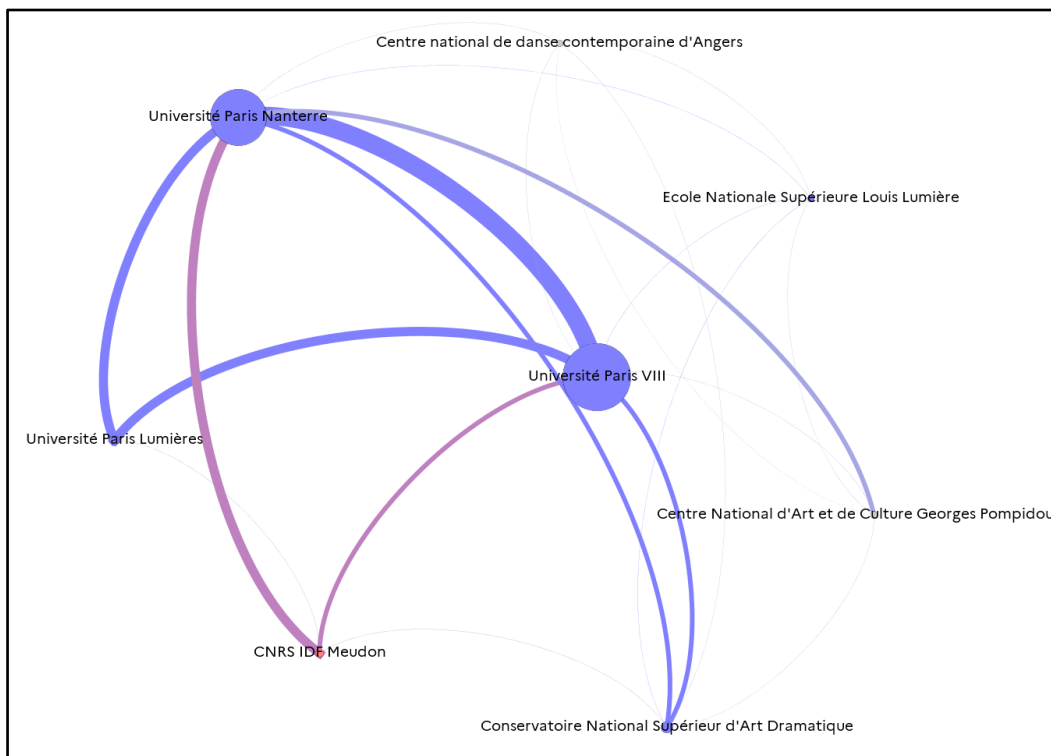 Centre national de danse contemporaine d'Angers
Université Paris Nanterre
Ecole Nationale Supérieure Louis Lumière
Université Paris VIII
Université Paris Lumières
Centre National d'Art et de Culture Georges Pompidou
CNRS IDF Meudon
Conservatoire National Supérieur d'Art Dramatique